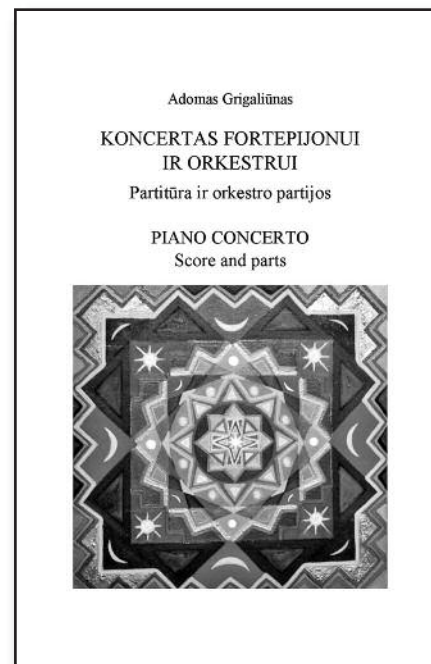 Adomas Grigaliūnas
KONCERTAS FORTEPIJONUI
IR ORKESTRUI
Partitūra ir orkestro partijos
PIANO CONCERTO
Score and parts